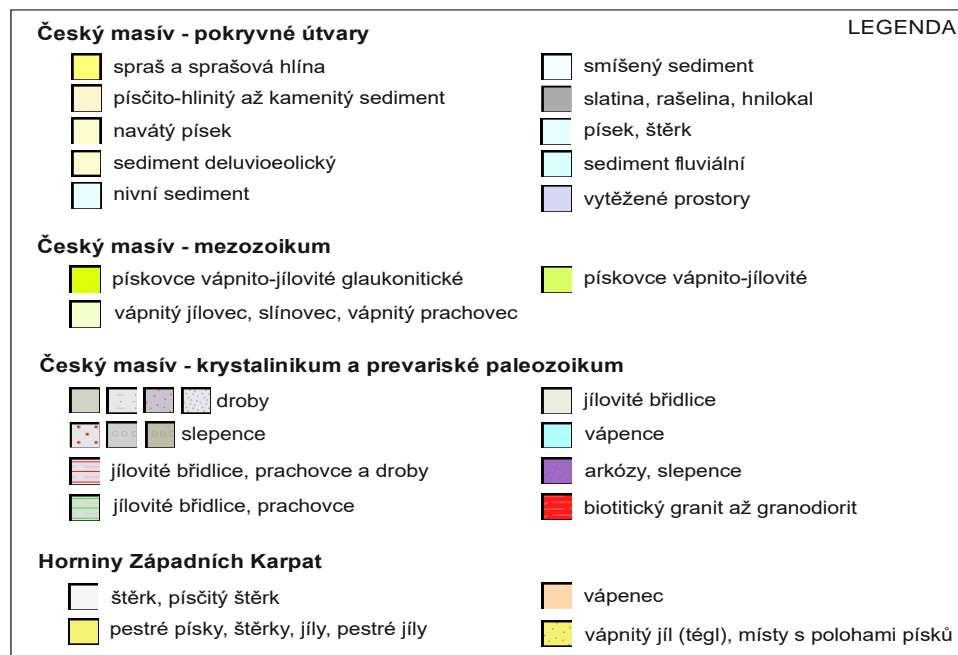 LEGENDA
Český masív - pokryvné útvary
spraš a sprašová hlína
písčito-hlinitý až kamenitý sediment
navátý písek
sediment deluvioeolický
nivní sediment
smíšený sediment
slatina, rašelina, hnilokal
písek, štěrk
sediment fluviální
vytěžené prostory
Český masív - mezozoikum
pískovce vápnito-jílovité glaukonitické
vápnitý jílovec, slínovec, vápnitý prachovec
pískovce vápnito-jílovité
Český masív - krystalinikum a prevariské paleozoikum
droby
slepence
jílovité břidlice, prachovce a droby
jílovité břidlice, prachovce
jílovité břidlice
vápence
arkózy, slepence
biotitický granit až granodiorit
Horniny Západních Karpat
štěrk, písčitý štěrk
pestré písky, štěrky, jíly, pestré jíly
vápenec
vápnitý jíl (tégl), místy s polohami písků